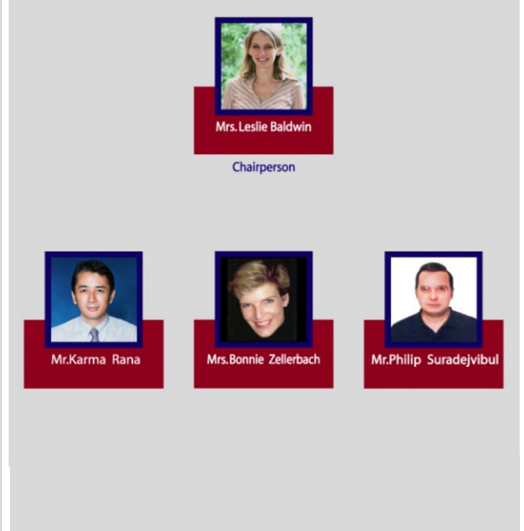 Mrs. Leslie Baldwin
Chairperson
Mr.Karma Rana
Mrs.Bonnie Zellerbach
Mr.Philip Suradejvibul